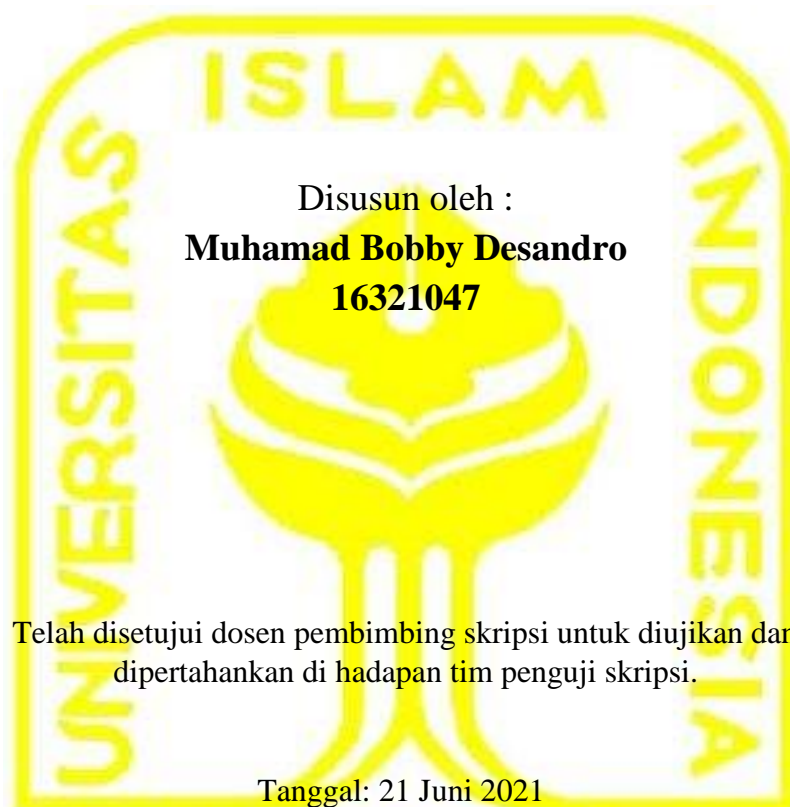 ISLAM
UNIVERSITAS
INDONESIA
Disusun oleh :
Muhamad Bobby Desandro
16321047
Telah disetujui dosen pembimbing skripsi untuk diujikan dan
dipertahankan di hadapan tim penguji skripsi.
Tanggal: 21 Juni 2021